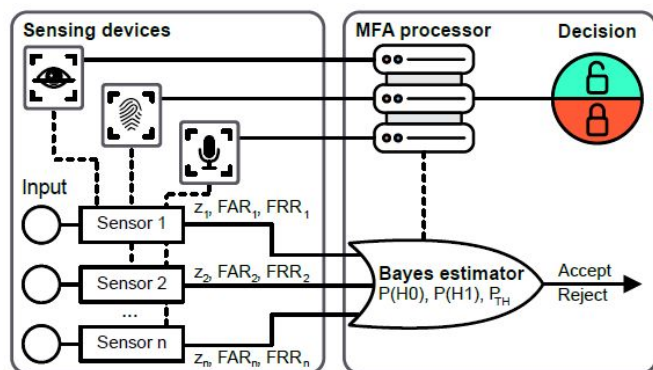 Sensing devices
MFA processor
Decision
Input
Sensor 1
z₁, FAR₁, FRR₁
Sensor 2
z₂, FAR₂, FRR₂
...
Sensor n
zₙ, FARₙ, FRRₙ
Bayes estimator
P(H0), P(H1), P_TH
Accept
Reject